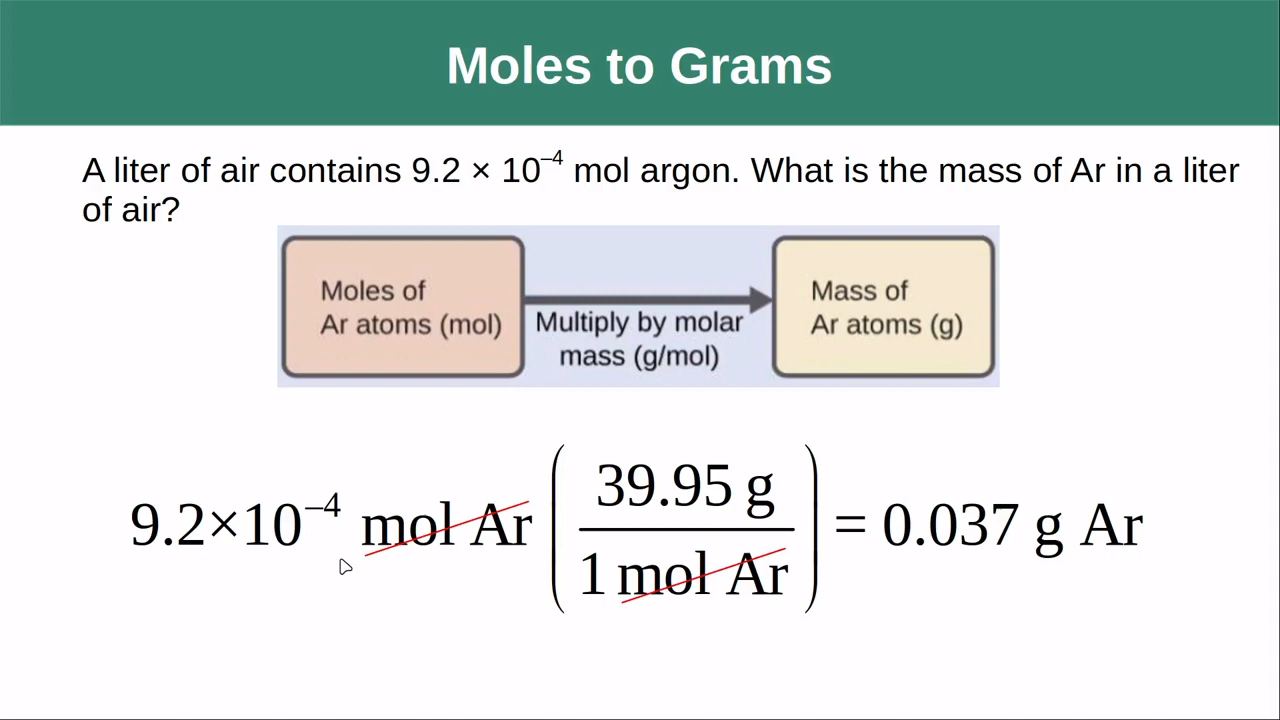 Moles to Grams
A liter of air contains 9.2 × 10⁻⁴ mol argon. What is the mass of Ar in a liter
of air?
Moles of
Ar atoms (mol)
Multiply by molar
mass (g/mol)
Mass of
Ar atoms (g)
9.2×10⁻⁴ mol Ar (39.95 g / 1 mol Ar) = 0.037 g Ar